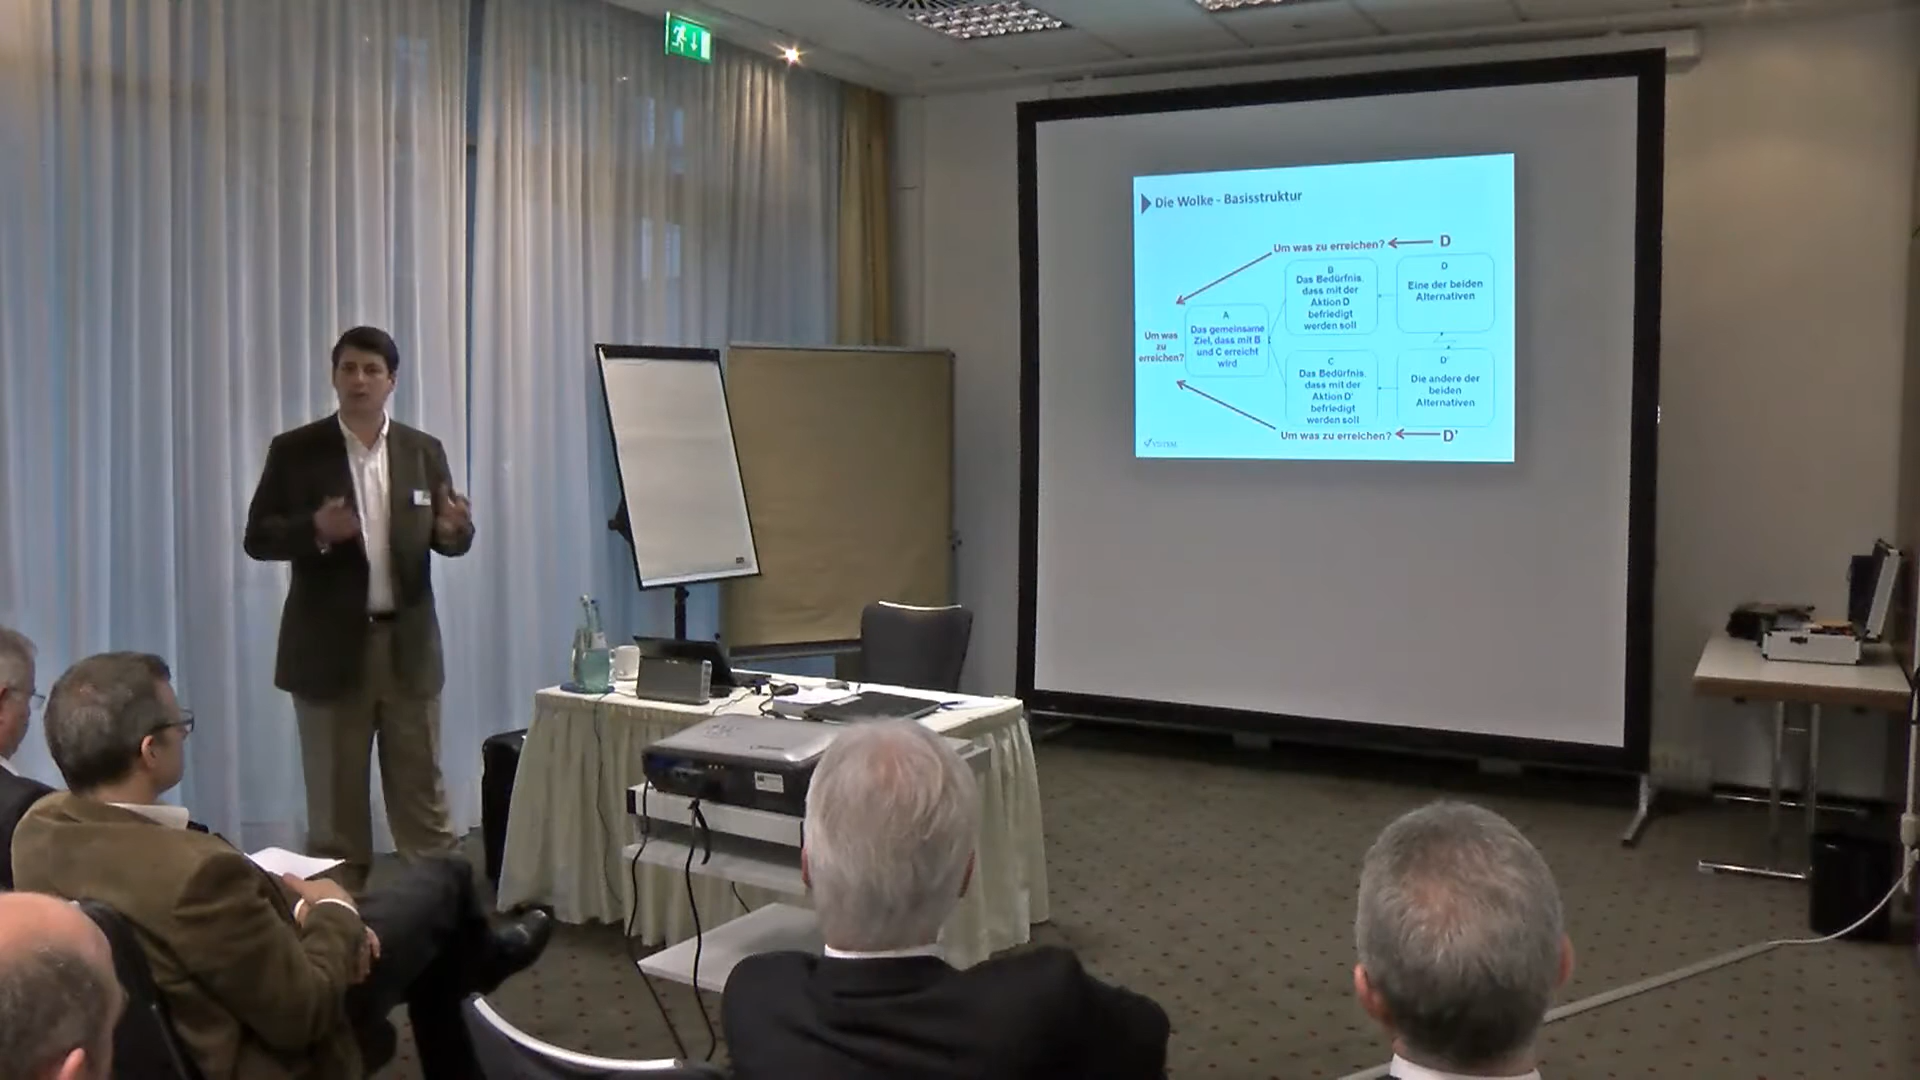 Die Wolke - Basisstruktur
Um was zu erreichen?
D
B
Das Bedürfnis,
dass mit der
Aktion D
befriedigt
werden soll
D
Eine der beiden
Alternativen
Um was
zu
erreichen?
A
Das gemeinsame
Ziel, dass mit B
und C erreicht
wird
C
Das Bedürfnis,
dass mit der
Aktion D'
befriedigt
werden soll
D'
Die andere der
beiden
Alternativen
Um was zu erreichen?
D'